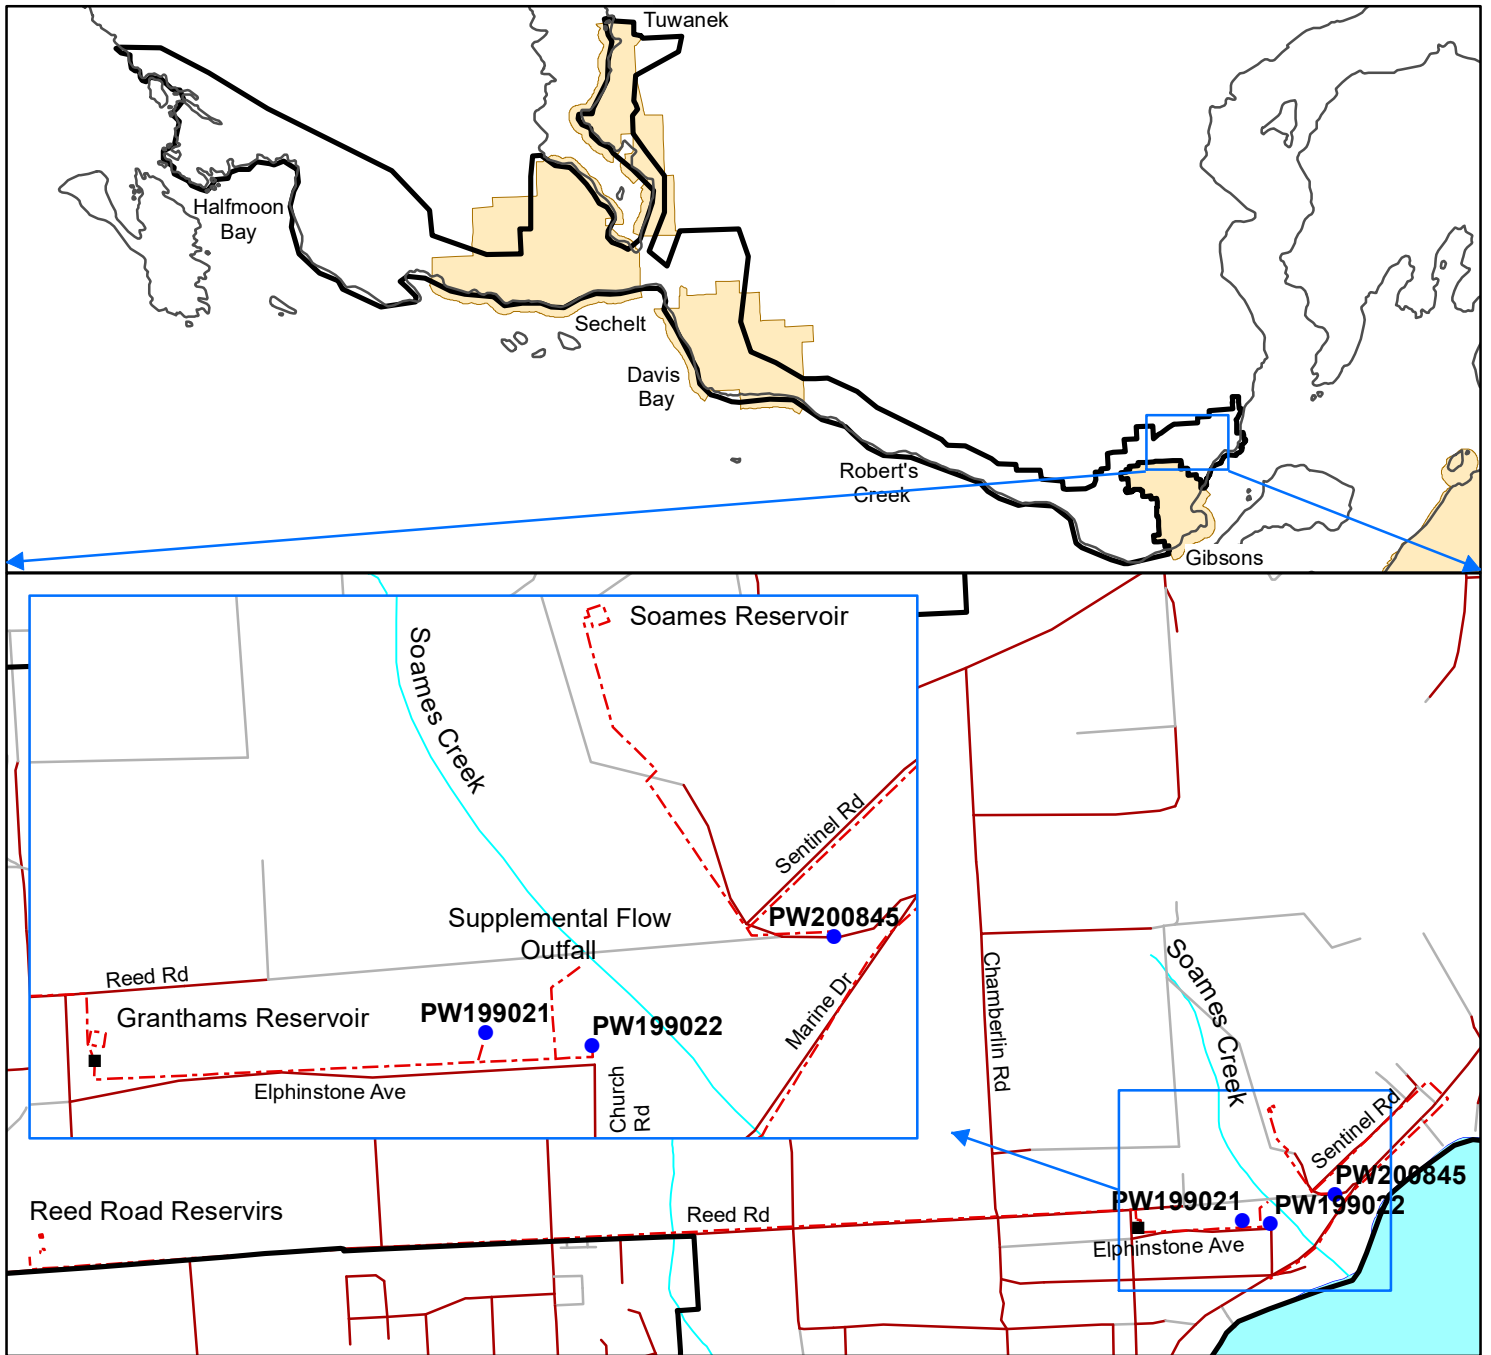 Tuwanek
Halfmoon
Bay
Sechelt
Davis
Bay
Robert's
Creek
Gibsons
Soames Reservoir
Soames Creek
Sentinel Rd
PW200845
Supplemental Flow
Outfall
Reed Rd
Granthams Reservoir
PW199021
PW199022
Marine Dr
Elphinstone Ave
Church
Rd
Chamberlin Rd
Soames Creek
Sentinel Rd
PW200845
PW199021
PW199022
Reed Road Reservirs
Reed Rd
Elphinstone Ave